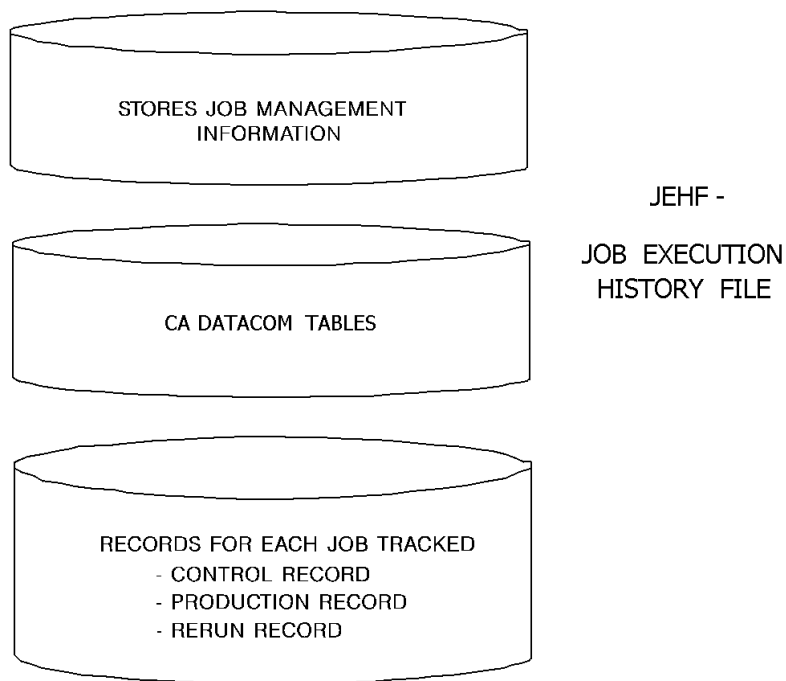 STORES JOB MANAGEMENT
INFORMATION
JEHF -
JOB EXECUTION
HISTORY FILE
CA DATACOM TABLES
RECORDS FOR EACH JOB TRACKED
- CONTROL RECORD
- PRODUCTION RECORD
- RERUN RECORD